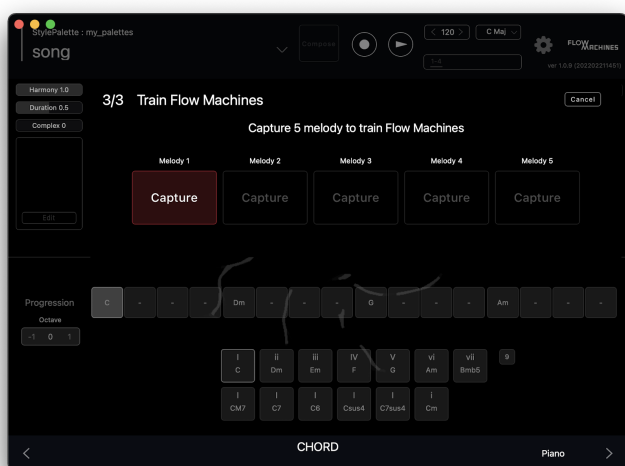 StylePalette : my_palettes
song
Compose
< 120 >
C Maj
1-4
FLOW MACHINES
ver 1.0.9 (202202211451)
Harmony 1.0
Duration 0.5
Complex 0
Edit
3/3 Train Flow Machines
Cancel
Capture 5 melody to train Flow Machines
Melody 1 Melody 2 Melody 3 Melody 4 Melody 5
Capture Capture Capture Capture Capture
Progression
Octave
-1 0 1
C - - - Dm - - - G - - - Am - - -
I ii iii IV V vi vii 9
C Dm Em F G Am Bmb5
I I I I I i
CM7 C7 C6 Csus4 C7sus4 Cm
< CHORD Piano >